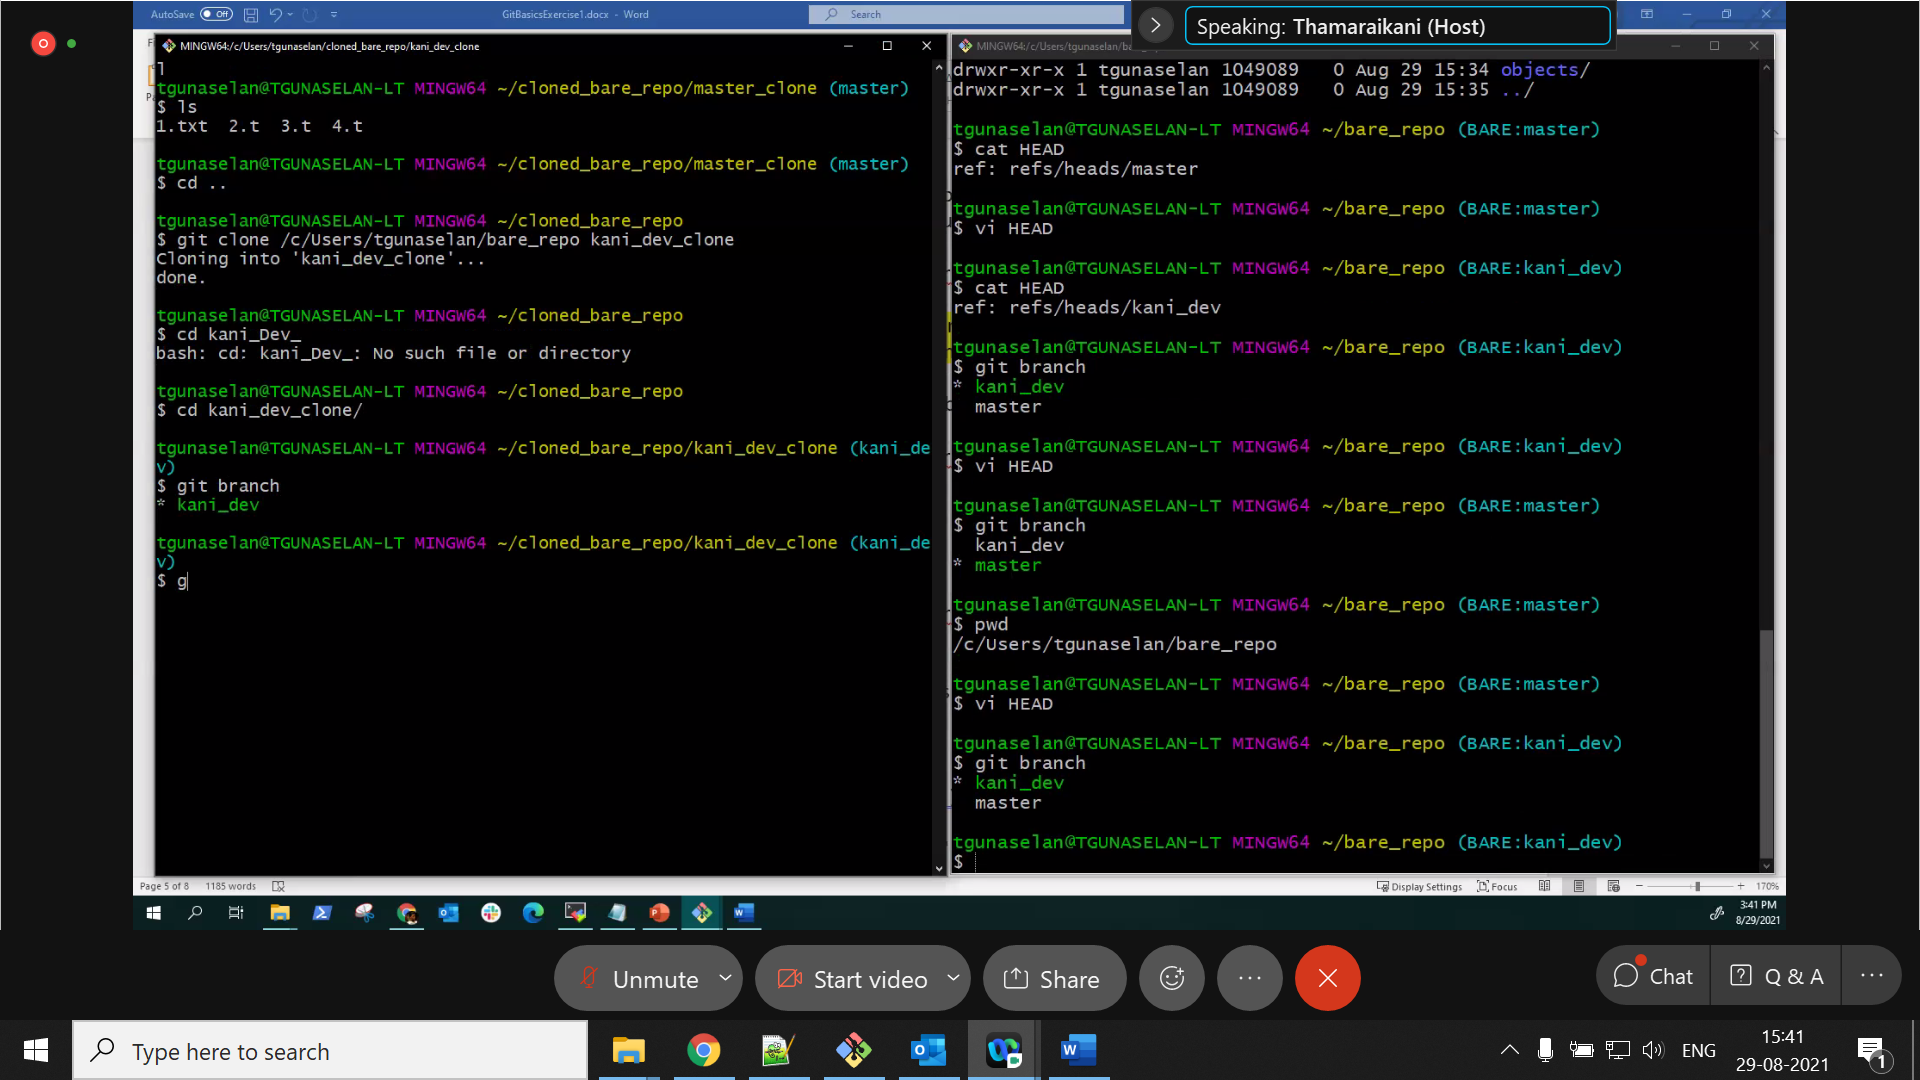 AutoSave Off GitBasicsExercise1.docx - Word Search
Speaking: Thamaraikani (Host)
MINGW64:/c/Users/tgunaselan/cloned_bare_repo/kani_dev_clone
tgunaselan@TGUNASELAN-LT MINGW64 ~/cloned_bare_repo/master_clone (master)
$ ls
1.txt 2.t 3.t 4.t
tgunaselan@TGUNASELAN-LT MINGW64 ~/cloned_bare_repo/master_clone (master)
$ cd ..
tgunaselan@TGUNASELAN-LT MINGW64 ~/cloned_bare_repo
$ git clone /c/Users/tgunaselan/bare_repo kani_dev_clone
Cloning into 'kani_dev_clone'...
done.
tgunaselan@TGUNASELAN-LT MINGW64 ~/cloned_bare_repo
$ cd kani_Dev_
bash: cd: kani_Dev_: No such file or directory
tgunaselan@TGUNASELAN-LT MINGW64 ~/cloned_bare_repo
$ cd kani_dev_clone/
tgunaselan@TGUNASELAN-LT MINGW64 ~/cloned_bare_repo/kani_dev_clone (kani_de
v)
$ git branch
* kani_dev
tgunaselan@TGUNASELAN-LT MINGW64 ~/cloned_bare_repo/kani_dev_clone (kani_de
v)
$ g
MINGW64:/c/Users/tgunaselan/
drwxr-xr-x 1 tgunaselan 1049089 0 Aug 29 15:34 objects/
drwxr-xr-x 1 tgunaselan 1049089 0 Aug 29 15:35 ../
tgunaselan@TGUNASELAN-LT MINGW64 ~/bare_repo (BARE:master)
$ cat HEAD
ref: refs/heads/master
tgunaselan@TGUNASELAN-LT MINGW64 ~/bare_repo (BARE:master)
$ vi HEAD
tgunaselan@TGUNASELAN-LT MINGW64 ~/bare_repo (BARE:kani_dev)
$ cat HEAD
ref: refs/heads/kani_dev
tgunaselan@TGUNASELAN-LT MINGW64 ~/bare_repo (BARE:kani_dev)
$ git branch
* kani_dev
master
tgunaselan@TGUNASELAN-LT MINGW64 ~/bare_repo (BARE:kani_dev)
$ vi HEAD
tgunaselan@TGUNASELAN-LT MINGW64 ~/bare_repo (BARE:master)
$ git branch
kani_dev
* master
tgunaselan@TGUNASELAN-LT MINGW64 ~/bare_repo (BARE:master)
$ pwd
/c/Users/tgunaselan/bare_repo
tgunaselan@TGUNASELAN-LT MINGW64 ~/bare_repo (BARE:master)
$ vi HEAD
tgunaselan@TGUNASELAN-LT MINGW64 ~/bare_repo (BARE:kani_dev)
$ git branch
* kani_dev
master
tgunaselan@TGUNASELAN-LT MINGW64 ~/bare_repo (BARE:kani_dev)
$
Page 5 of 8 1185 words Display Settings Focus 170%
3:41 PM
8/29/2021
Unmute Start video Share Chat Q & A
Type here to search
ENG
15:41
29-08-2021
1